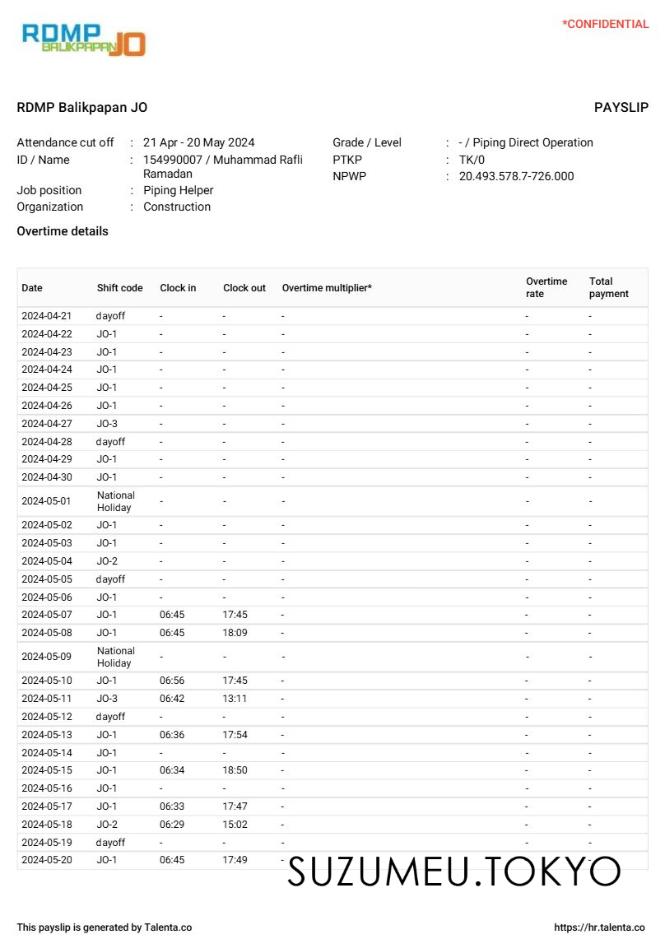 RDMP
BALIKPAPAN JO
*CONFIDENTIAL
RDMP Balikpapan JO PAYSLIP
Attendance cut off : 21 Apr - 20 May 2024 Grade / Level : - / Piping Direct Operation
ID / Name : 154990007 / Muhammad Rafli Ramadan PTKP : TK/0
NPWP : 20.493.578.7-726.000
Job position : Piping Helper
Organization : Construction
Overtime details
Date Shift code Clock in Clock out Overtime multiplier* Overtime rate Total payment
2024-04-21 dayoff - - - - -
2024-04-22 JO-1 - - - - -
2024-04-23 JO-1 - - - - -
2024-04-24 JO-1 - - - - -
2024-04-25 JO-1 - - - - -
2024-04-26 JO-1 - - - - -
2024-04-27 JO-3 - - - - -
2024-04-28 dayoff - - - - -
2024-04-29 JO-1 - - - - -
2024-04-30 JO-1 - - - - -
2024-05-01 National Holiday - - - - -
2024-05-02 JO-1 - - - - -
2024-05-03 JO-1 - - - - -
2024-05-04 JO-2 - - - - -
2024-05-05 dayoff - - - - -
2024-05-06 JO-1 - - - - -
2024-05-07 JO-1 06:45 17:45 - - -
2024-05-08 JO-1 06:45 18:09 - - -
2024-05-09 National Holiday - - - - -
2024-05-10 JO-1 06:56 17:45 - - -
2024-05-11 JO-3 06:42 13:11 - - -
2024-05-12 dayoff - - - - -
2024-05-13 JO-1 06:36 17:54 - - -
2024-05-14 JO-1 - - - - -
2024-05-15 JO-1 06:34 18:50 - - -
2024-05-16 JO-1 - - - - -
2024-05-17 JO-1 06:33 17:47 - - -
2024-05-18 JO-2 06:29 15:02 - - -
2024-05-19 dayoff - - - - -
2024-05-20 JO-1 06:45 17:49 - - -
SUZUMEU.TOKYO
This payslip is generated by Talenta.co https://hr.talenta.co